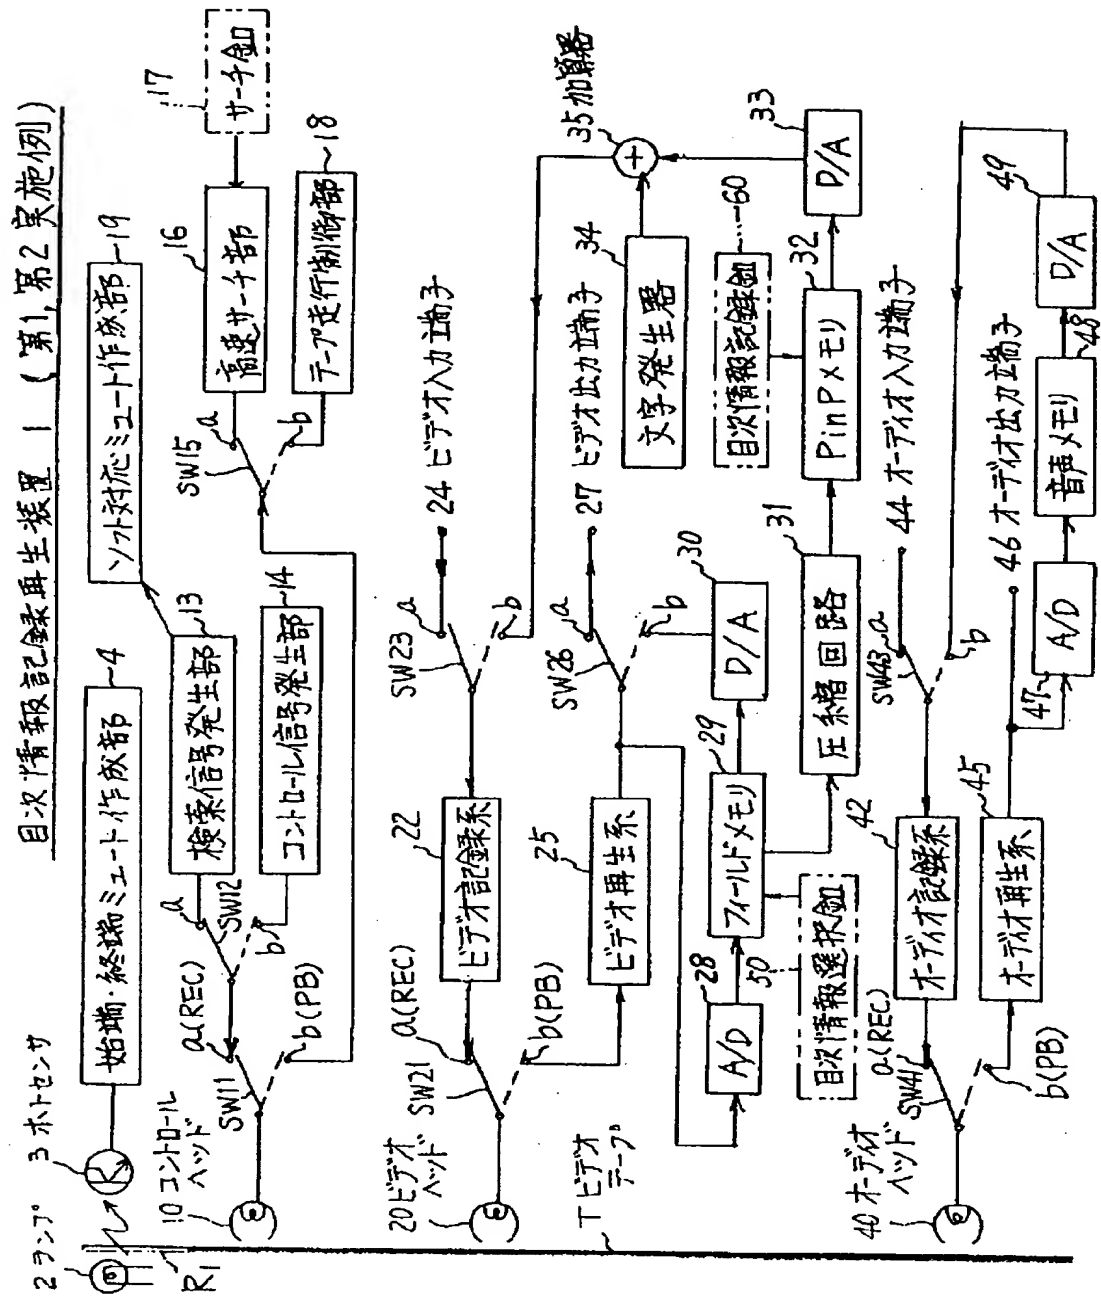 目次情報記録再生装置 1 (第1,第2実施例)
2 ランプ
3 ホトセンサ
始端・終端ミュート作成部
4
R1
10 コントロール
ヘッド
SW11
a(REC)
b(PB)
SW12
a
b
検索信号発生部
13
コントロール信号発生部
14
ソフト対応ミュート作成部
19
SW15
a
b
高速サーチ部
16
サーチ釦
17
テープ走行制御部
18
20 ビデオ
ヘッド
SW21
a(REC)
b(PB)
ビデオ記録系
22
SW23
a
b
24 ビデオ入力端子
ビデオ再生系
25
SW26
a
b
27 ビデオ出力端子
T ビデオ
テープ
A/D
28
フィールドメモリ
29
D/A
30
目次情報選択釦
50
圧縮回路
31
PinPメモリ
32
目次情報記録釦
60
D/A
33
文字発生器
34
+
35 加算器
40 オーディオ
ヘッド
SW41
a(REC)
b(PB)
オーディオ記録系
42
SW43
a
b
44 オーディオ入力端子
オーディオ再生系
45
46 オーディオ出力端子
A/D
47
音声メモリ
48
D/A
49